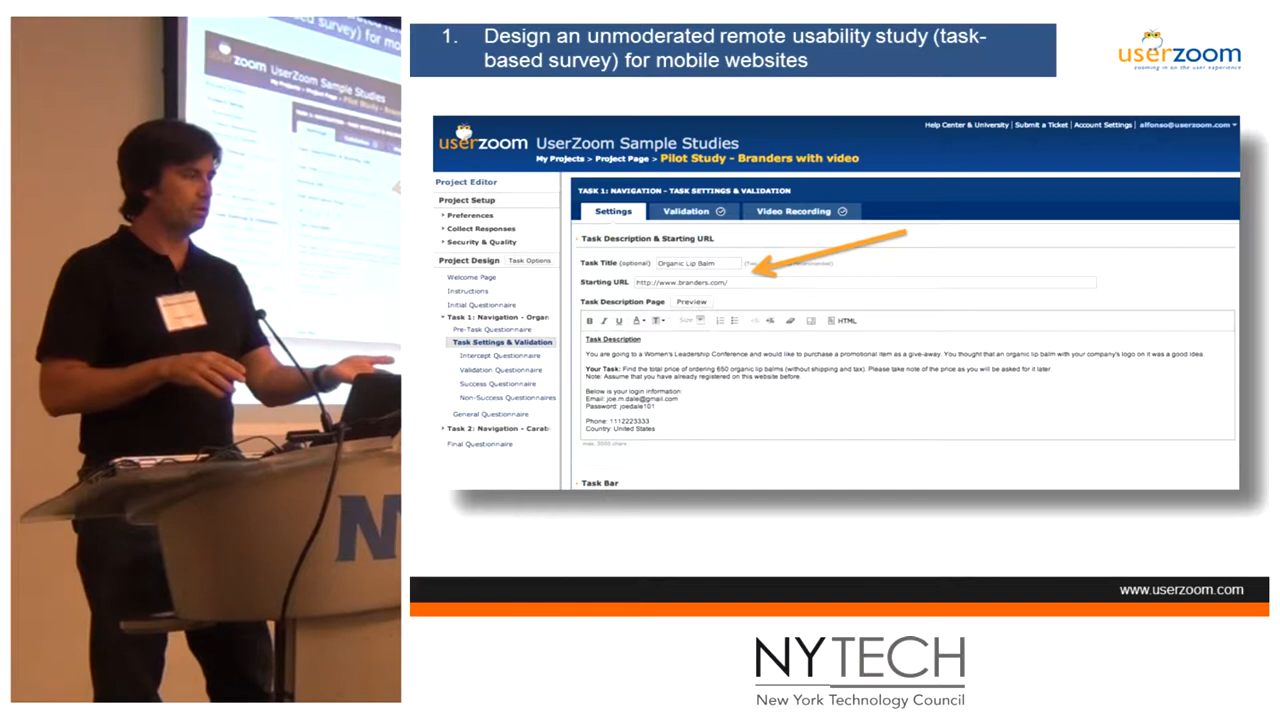 1. Design an unmoderated remote usability study (task-
based survey) for mobile websites
userzoom
zooming in on the user experience
userzoom UserZoom Sample Studies
My Projects > Project Page > Pilot Study - Branders with video
Help Center & University | Submit a Ticket | Account Settings | alfonso@userzoom.com
Project Editor
Project Setup
Preferences
Collect Responses
Security & Quality
Project Design Task Options
Welcome Page
Instructions
Initial Questionnaire
Task 1: Navigation - Organ
Pre-Task Questionnaire
Task Settings & Validation
Intercept Questionnaire
Validation Questionnaire
Success Questionnaire
Non-Success Questionnaires
General Questionnaire
Task 2: Navigation - Carab
Final Questionnaire
TASK 1: NAVIGATION - TASK SETTINGS & VALIDATION
Settings Validation Video Recording
Task Description & Starting URL
Task Title (optional) Organic Lip Balm
Starting URL http://www.branders.com/
Task Description Page Preview
B I U A T Size HTML
Task Description
You are going to a Women's Leadership Conference and would like to purchase a promotional item as a give-away. You thought that an organic lip balm with your company's logo on it was a good idea.
Your Task: Find the total price of ordering 650 organic lip balms (without shipping and tax). Please take note of the price as you will be asked for it later.
Note: Assume that you have already registered on this website before.
Below is your login information:
Email: joe.m.dale@gmail.com
Password: joedale101
Phone: 1112223333
Country: United States
max. 3000 chars
Task Bar
www.userzoom.com
NYTECH
New York Technology Council
zoom UserZoom Sample Studies
NY